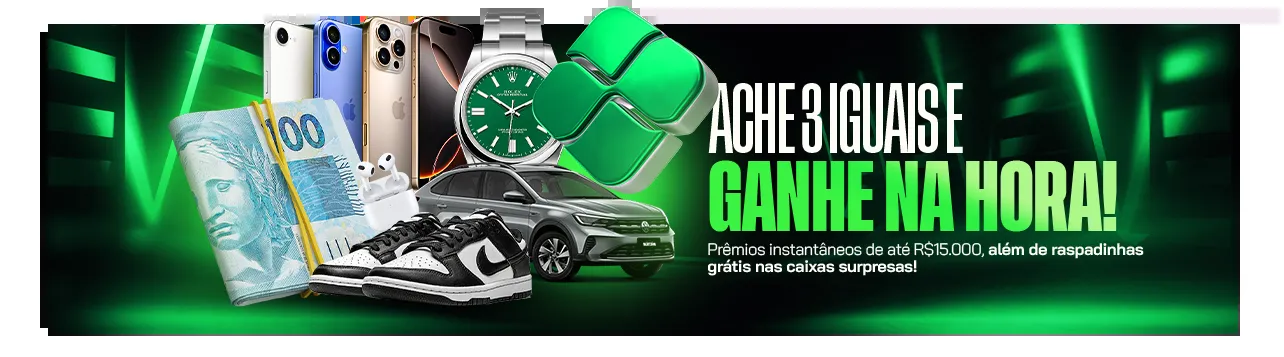 ACHE 3 IGUAIS E
GANHE NA HORA!
Prêmios instantâneos de até R$15.000, além de raspadinhas
grátis nas caixas surpresas!
100
ROLEX